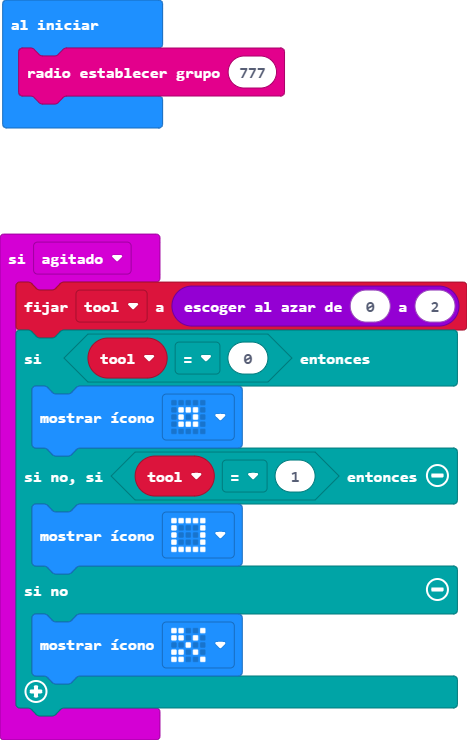 al iniciar
radio establecer grupo 777
si agitado
fijar tool a escoger al azar de 0 a 2
si tool = 0 entonces
mostrar ícono
si no, si tool = 1 entonces
mostrar ícono
si no
mostrar ícono